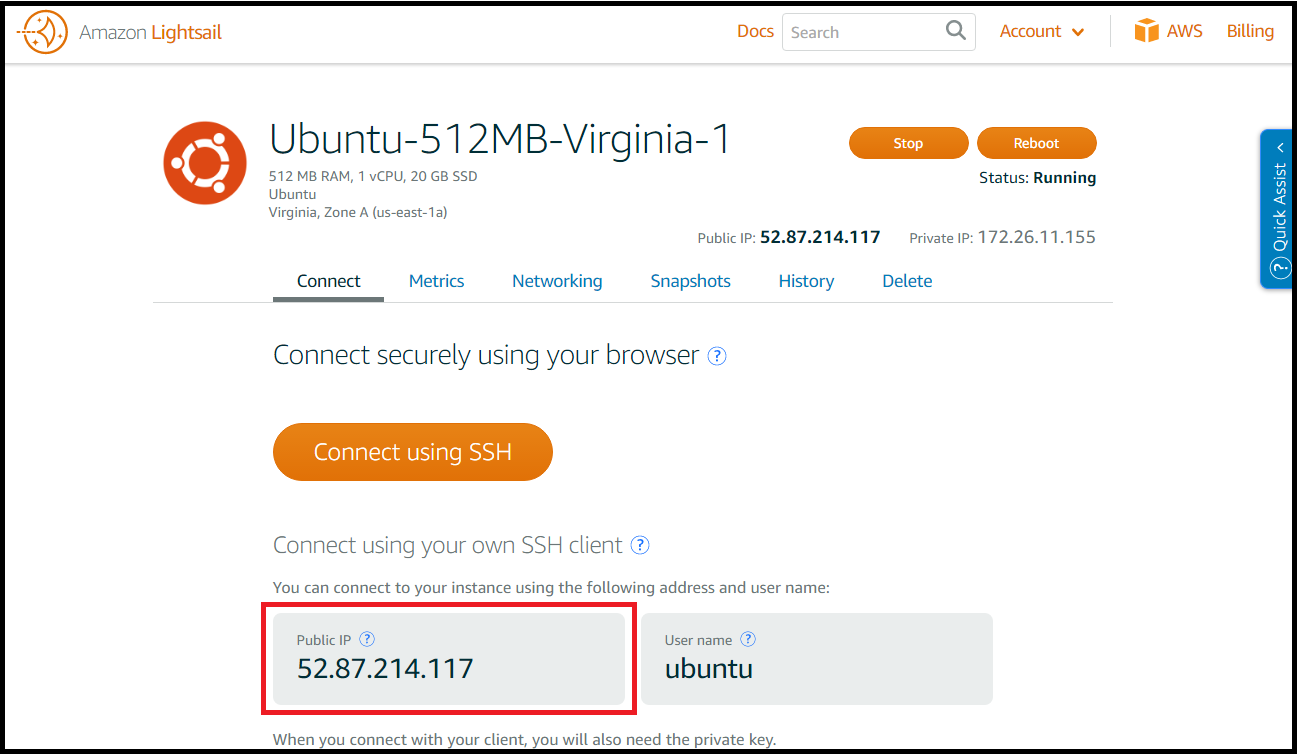 Amazon Lightsail
Docs
Search
Account
AWS
Billing
Ubuntu-512MB-Virginia-1
512 MB RAM, 1 vCPU, 20 GB SSD
Ubuntu
Virginia, Zone A (us-east-1a)
Stop
Reboot
Status: Running
Public IP: 52.87.214.117
Private IP: 172.26.11.155
? Quick Assist
Connect
Metrics
Networking
Snapshots
History
Delete
Connect securely using your browser ?
Connect using SSH
Connect using your own SSH client ?
You can connect to your instance using the following address and user name:
Public IP ?
52.87.214.117
User name ?
ubuntu
When you connect with your client, you will also need the private key.